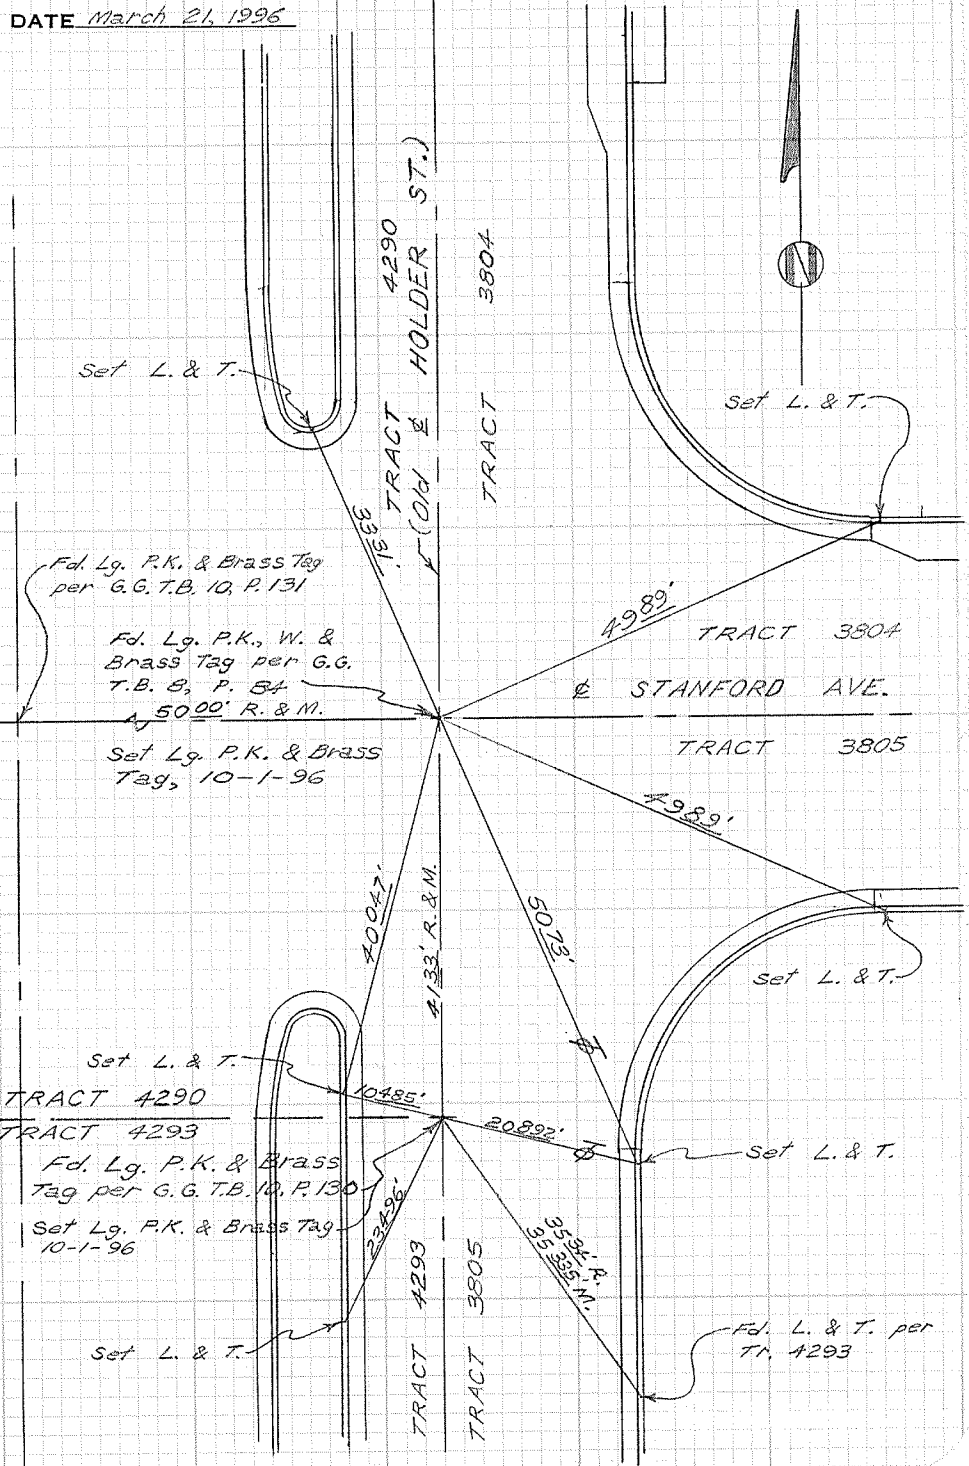 DATE March 21, 1996
TRACT 4290
(Old ℄ HOLDER ST.)
TRACT 3804
Set L. & T.
Set L. & T.
33.31'
Fd. Lg. P.K. & Brass Tag
per G.G. T.B. 10, P. 131
Fd. Lg. P.K., W. &
Brass Tag per G.G.
T.B. 8, P. 84
50.00' R. & M.
Set Lg. P.K. & Brass
Tag, 10-1-96
49.89'
TRACT 3804
℄ STANFORD AVE.
TRACT 3805
49.89'
40.047'
41.33' R. & M.
50.73'
Set L. & T.
Set L. & T.
TRACT 4290
TRACT 4293
10.485'
20.892'
Set L. & T.
Fd. Lg. P.K. & Brass
Tag per G.G. T.B. 10, P. 130
Set Lg. P.K. & Brass Tag
10-1-96
23.496'
35.34' R.
35.335' M.
Set L. & T.
TRACT 4293
TRACT 3805
Fd. L. & T. per
Tr. 4293